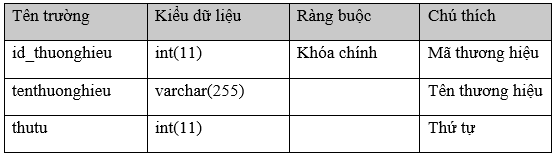 Tên trường Kiểu dữ liệu Ràng buộc Chú thích
id_thuonghieu int(11) Khóa chính Mã thương hiệu
tenthuonghieu varchar(255) Tên thương hiệu
thutu int(11) Thứ tự